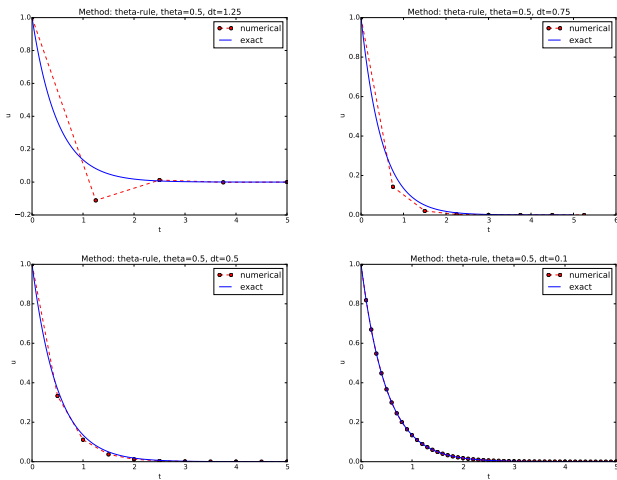 Method: theta-rule, theta=0.5, dt=1.25
numerical
exact
1.0
0.8
0.6
0.4
0.2
0.0
−0.2
u
0 1 2 3 4 5
t
Method: theta-rule, theta=0.5, dt=0.75
numerical
exact
1.0
0.8
0.6
0.4
0.2
0.0
u
0 1 2 3 4 5 6
t
Method: theta-rule, theta=0.5, dt=0.5
numerical
exact
1.0
0.8
0.6
0.4
0.2
0.0
u
0 1 2 3 4 5
t
Method: theta-rule, theta=0.5, dt=0.1
numerical
exact
1.0
0.8
0.6
0.4
0.2
0.0
u
0 1 2 3 4 5 6
t